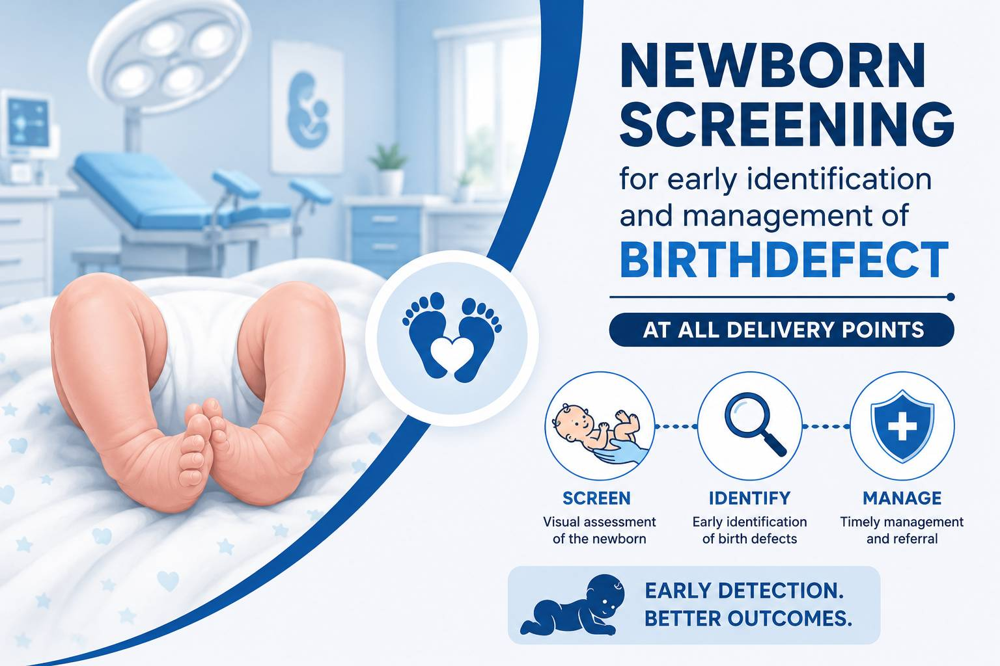 NEWBORN
SCREENING
for early identification
and management of
BIRTHDEFECT
AT ALL DELIVERY POINTS
SCREEN
Visual assessment
of the newborn
IDENTIFY
Early identification
of birth defects
MANAGE
Timely management
and referral
EARLY DETECTION.
BETTER OUTCOMES.